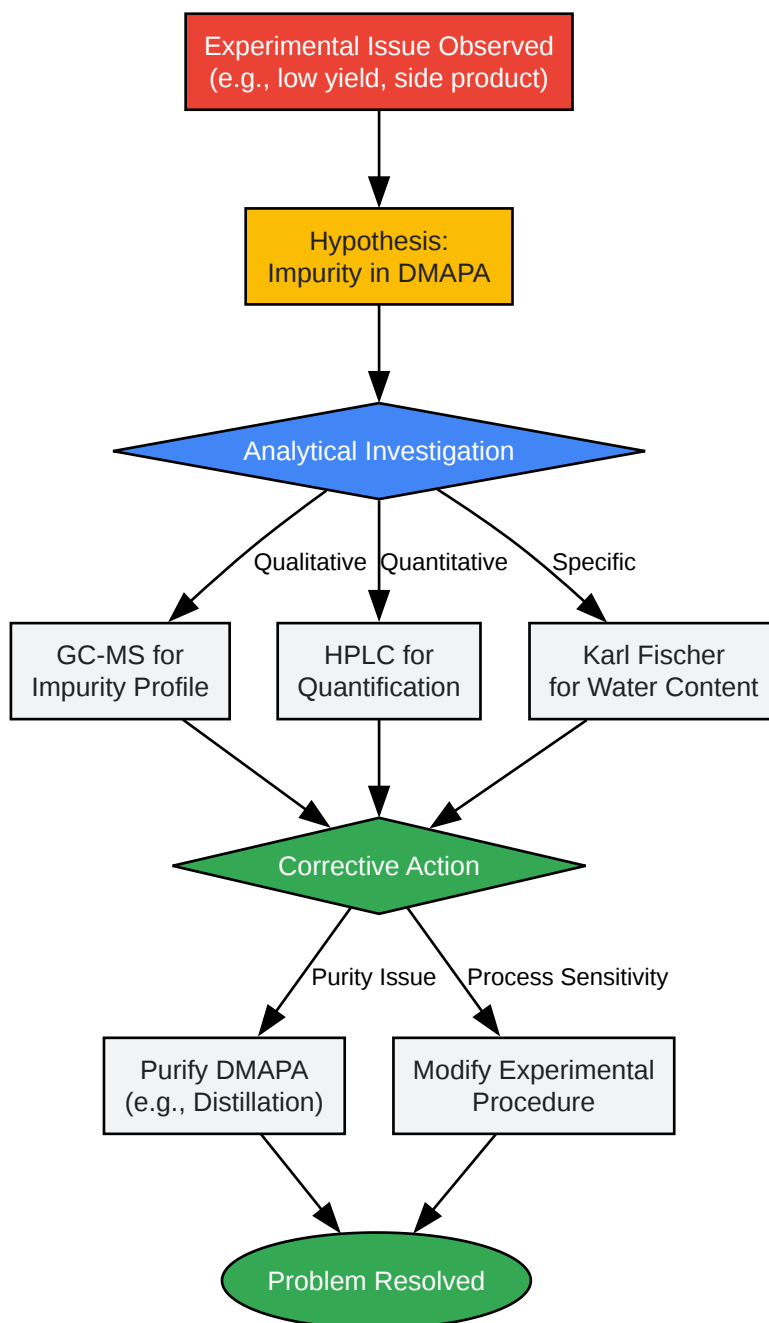 Experimental Issue Observed
(e.g., low yield, side product)
Hypothesis:
Impurity in DMAPA
Analytical Investigation
Qualitative
Quantitative
Specific
GC-MS for
Impurity Profile
HPLC for
Quantification
Karl Fischer
for Water Content
Corrective Action
Purity Issue
Process Sensitivity
Purify DMAPA
(e.g., Distillation)
Modify Experimental
Procedure
Problem Resolved